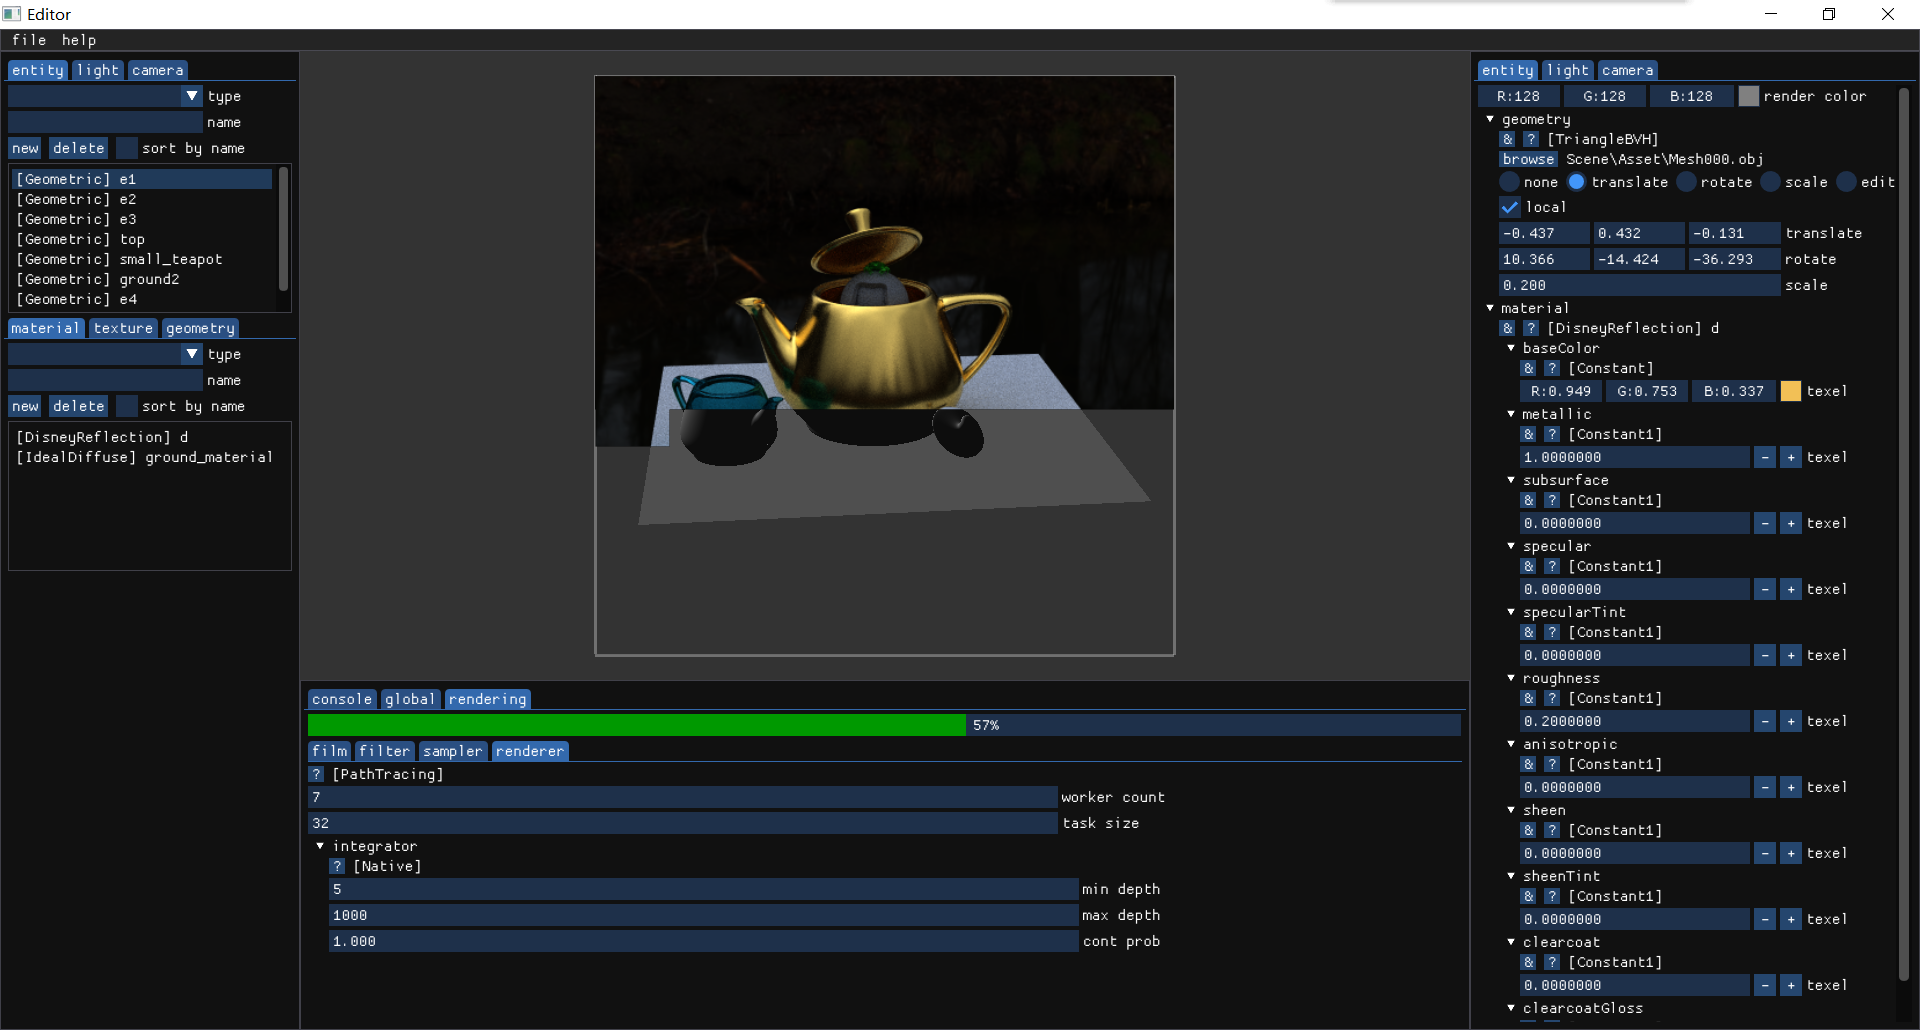 Editor
file help
entity light camera
type
name
new delete sort by name
[Geometric] e1
[Geometric] e2
[Geometric] e3
[Geometric] top
[Geometric] small_teapot
[Geometric] ground2
[Geometric] e4
material texture geometry
type
name
new delete sort by name
[DisneyReflection] d
[IdealDiffuse] ground_material
console global rendering
57%
film filter sampler renderer
? [PathTracing]
7 worker count
32 task size
integrator
? [Native]
5 min depth
1000 max depth
1.000 cont prob
entity light camera
R:128 G:128 B:128 render color
geometry
& ? [TriangleBVH]
browse Scene\Asset\Mesh000.obj
none translate rotate scale edit
local
-0.437 0.432 -0.131 translate
10.366 -14.424 -36.293 rotate
0.200 scale
material
& ? [DisneyReflection] d
baseColor
& ? [Constant]
R:0.949 G:0.753 B:0.337 texel
metallic
& ? [Constant1]
1.0000000 - + texel
subsurface
& ? [Constant1]
0.0000000 - + texel
specular
& ? [Constant1]
0.0000000 - + texel
specularTint
& ? [Constant1]
0.0000000 - + texel
roughness
& ? [Constant1]
0.2000000 - + texel
anisotropic
& ? [Constant1]
0.0000000 - + texel
sheen
& ? [Constant1]
0.0000000 - + texel
sheenTint
& ? [Constant1]
0.0000000 - + texel
clearcoat
& ? [Constant1]
0.0000000 - + texel
clearcoatGloss